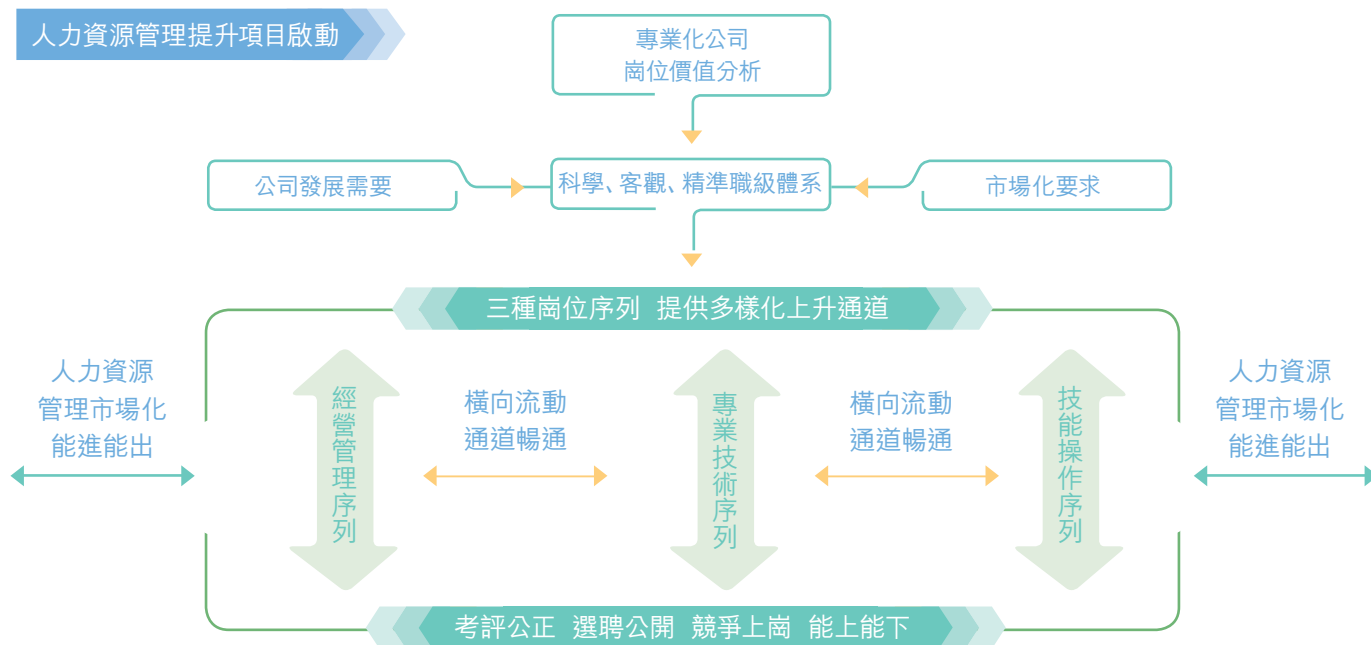 人力資源管理提升項目啟動
專業化公司
崗位價值分析
公司發展需要
科學、客觀、精準職級體系
市場化要求
三種崗位序列 提供多樣化上升通道
人力資源
管理市場化
能進能出
經營管理序列
橫向流動
通道暢通
專業技術序列
橫向流動
通道暢通
技能操作序列
人力資源
管理市場化
能進能出
考評公正 選聘公開 競爭上崗 能上能下